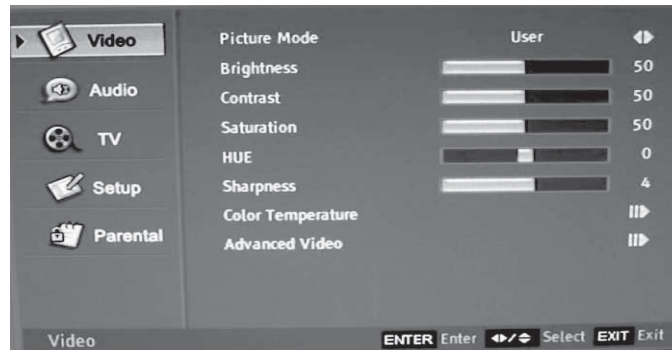 Video
Audio
TV
Setup
Parental
Picture Mode User
Brightness 50
Contrast 50
Saturation 50
HUE 0
Sharpness 4
Color Temperature
Advanced Video
Video ENTER Enter / Select EXIT Exit